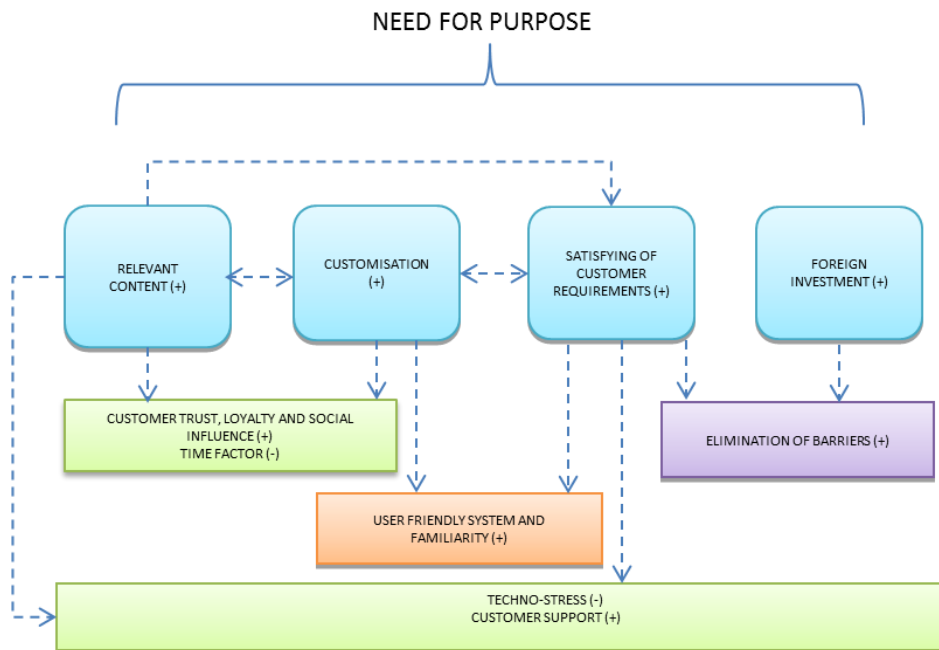 NEED FOR PURPOSE
RELEVANT
CONTENT (+)
CUSTOMISATION
(+)
SATISFYING OF
CUSTOMER
REQUIREMENTS (+)
FOREIGN
INVESTMENT (+)
CUSTOMER TRUST, LOYALTY AND SOCIAL
INFLUENCE (+)
TIME FACTOR (-)
ELIMINATION OF BARRIERS (+)
USER FRIENDLY SYSTEM AND
FAMILIARITY (+)
TECHNO-STRESS (-)
CUSTOMER SUPPORT (+)